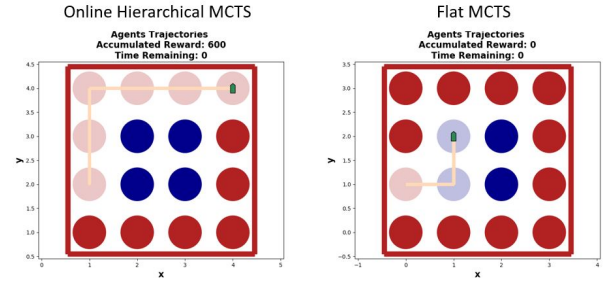 Online Hierarchical MCTS
Agents Trajectories
Accumulated Reward: 600
Time Remaining: 0
4.5
4.0
3.5
3.0
2.5
2.0
1.5
1.0
0.5
y
0
1
2
3
4
5
x
Flat MCTS
Agents Trajectories
Accumulated Reward: 0
Time Remaining: 0
3.5
3.0
2.5
2.0
1.5
1.0
0.5
0.0
−0.5
y
−1
0
1
2
3
4
x